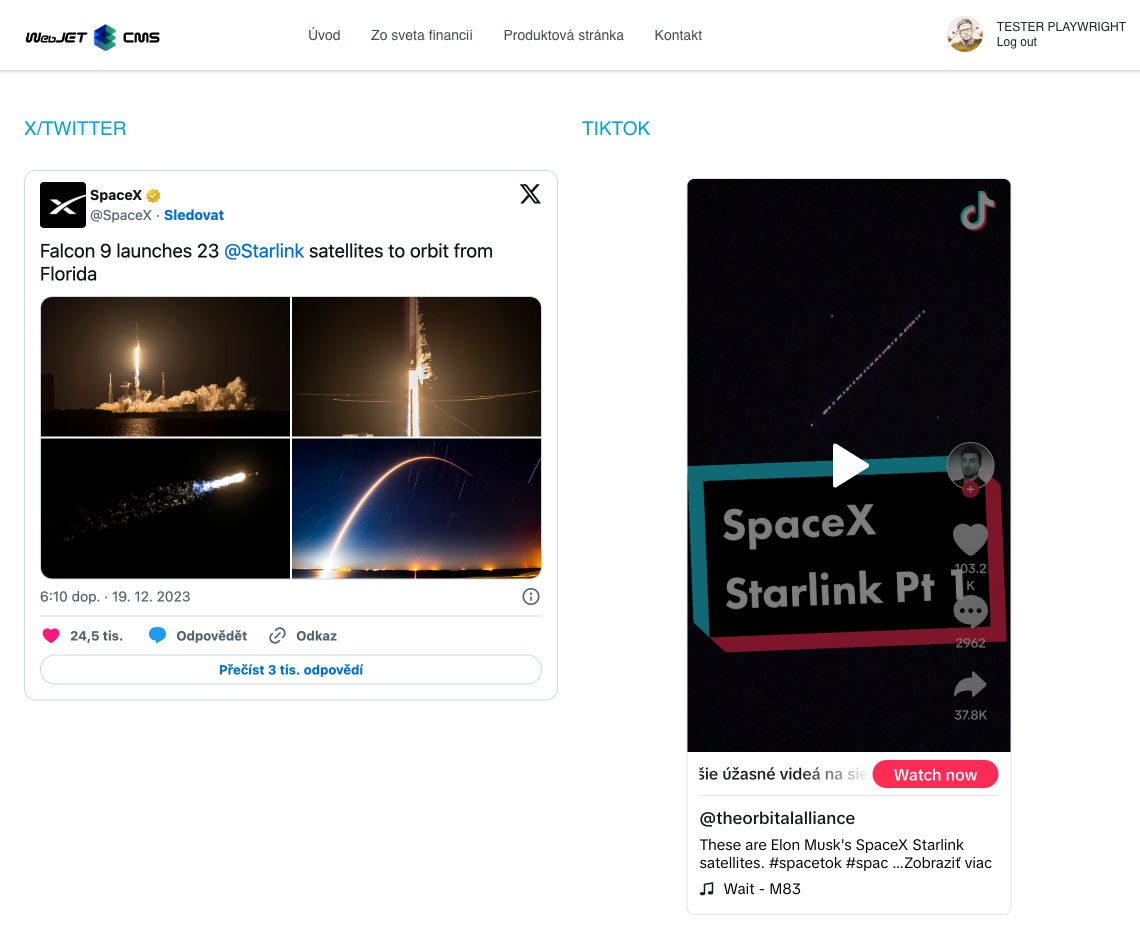 WebJET CMS
Úvod
Zo sveta financií
Produktová stránka
Kontakt
TESTER PLAYWRIGHT
Log out
X/TWITTER
SpaceX
@SpaceX · Sledovat
Falcon 9 launches 23 @Starlink satellites to orbit from
Florida
6:10 dop. · 19. 12. 2023
24,5 tis.
Odpovědět
Odkaz
Přečíst 3 tis. odpovědí
TIKTOK
SpaceX
Starlink Pt 1
103.2
K
2962
37.8K
šie úžasné videá na sie
Watch now
@theorbitalalliance
These are Elon Musk's SpaceX Starlink
satellites. #spacetok #spac ...Zobraziť viac
Wait - M83